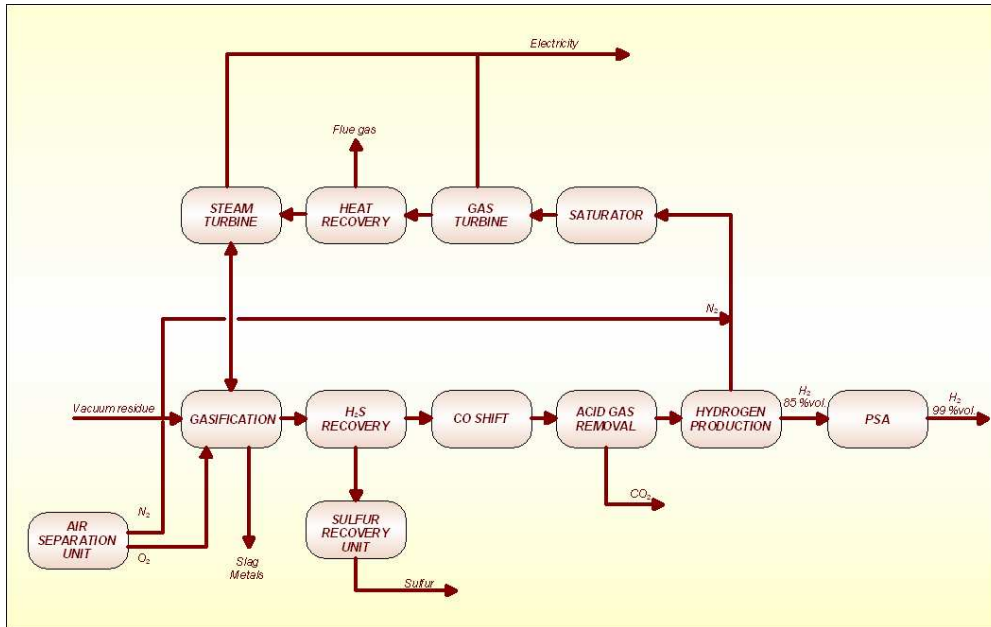 Electricity
Flue gas
STEAM
TURBINE
HEAT
RECOVERY
GAS
TURBINE
SATURATOR
N₂
Vacuum residue
GASIFICATION
H₂S
RECOVERY
CO SHIFT
ACID GAS
REMOVAL
HYDROGEN
PRODUCTION
H₂
85 %vol.
PSA
H₂
99 %vol.
AIR
SEPARATION
UNIT
N₂
O₂
Slag
Metals
SULFUR
RECOVERY
UNIT
CO₂
Sulfur